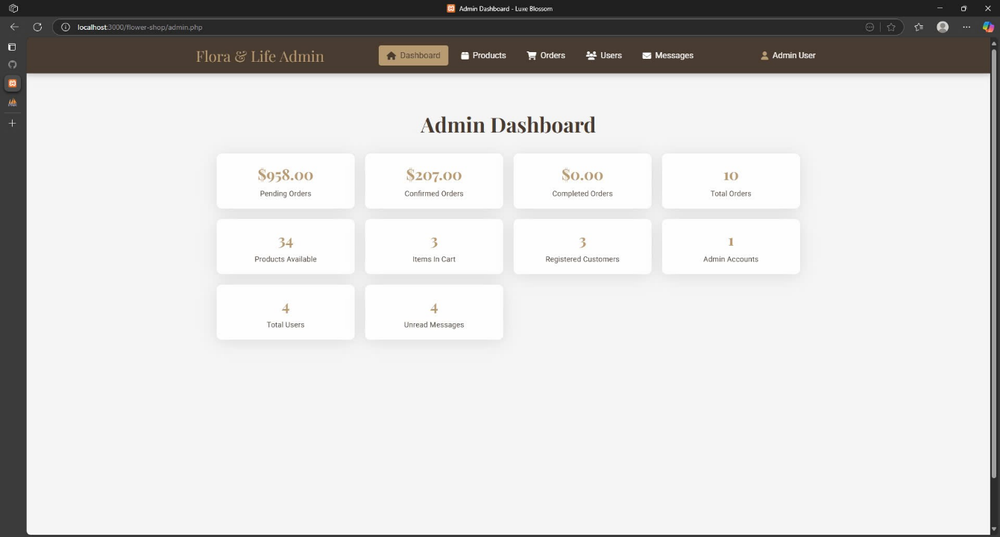 Admin Dashboard - Luxe Blossom
localhost:3000/flower-shop/admin.php
Flora & Life Admin
Dashboard
Products
Orders
Users
Messages
Admin User
Admin Dashboard
$958.00
Pending Orders
$207.00
Confirmed Orders
$0.00
Completed Orders
10
Total Orders
34
Products Available
3
Items In Cart
3
Registered Customers
1
Admin Accounts
4
Total Users
4
Unread Messages